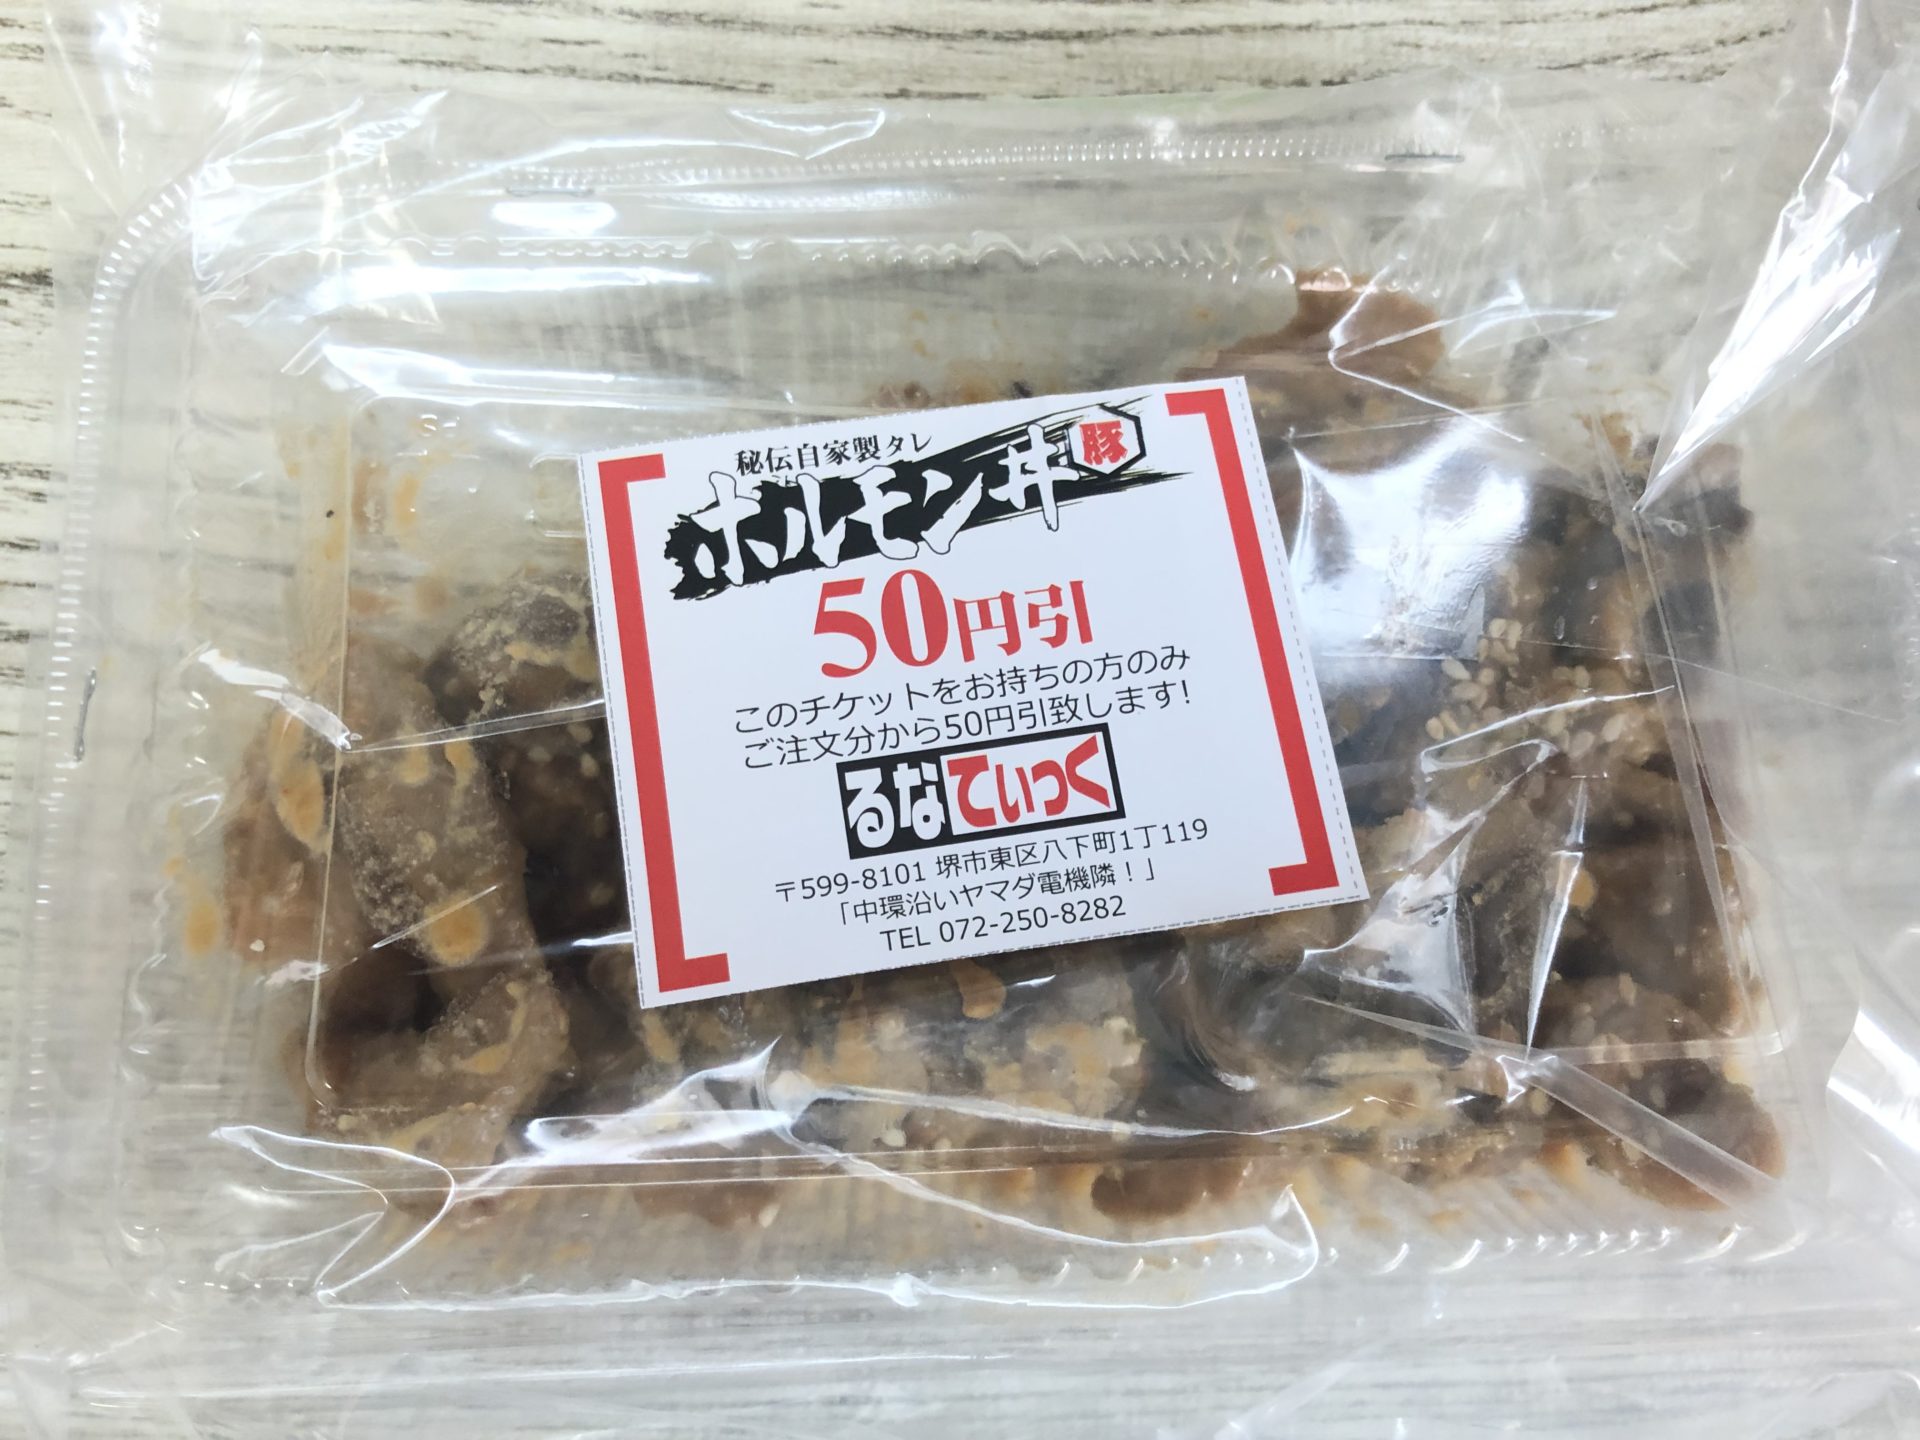 秘伝自家製タレ
ホルモン丼 豚
50円引
このチケットをお持ちの方のみ
ご注文分から50円引致します!
るなてぃっく
〒599-8101 堺市東区八下町1丁119
「中環沿いヤマダ電機隣！」
TEL 072-250-8282